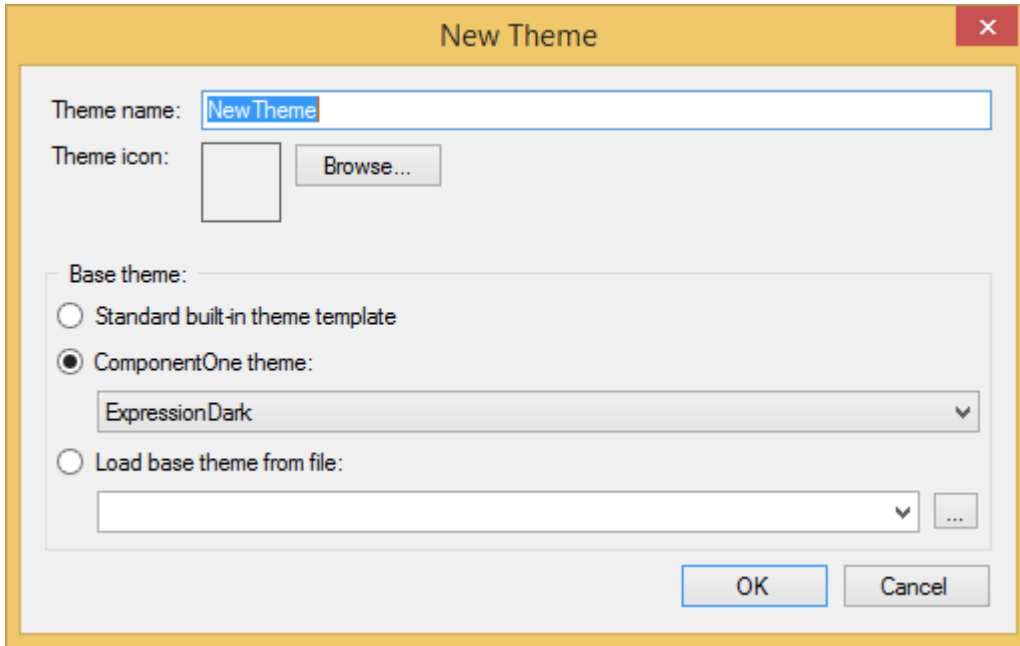 New Theme
Theme name: NewTheme
Theme icon: Browse...
Base theme:
Standard built-in theme template
ComponentOne theme:
ExpressionDark
Load base theme from file:
...
OK Cancel